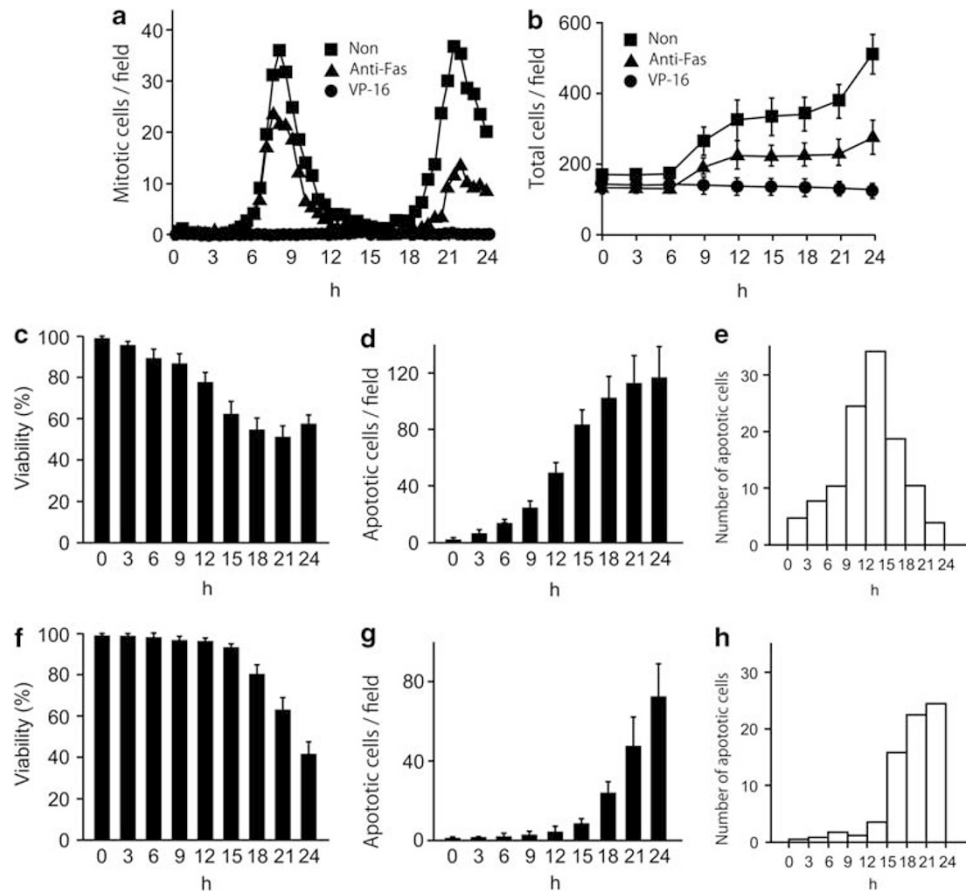 a
40
30
20
10
0
Mitotic cells / field
Non
Anti-Fas
VP-16
0 3 6 9 12 15 18 21 24
h
b
600
400
200
0
Total cells / field
Non
Anti-Fas
VP-16
0 3 6 9 12 15 18 21 24
h
c
100
80
60
40
20
0
Viability (%)
0 3 6 9 12 15 18 21 24
h
d
120
80
40
0
Apototic cells / field
0 3 6 9 12 15 18 21 24
h
e
30
20
10
0
Number of apototic cells
0 3 6 9 12 15 18 21 24
h
f
100
80
60
40
20
0
Viability (%)
0 3 6 9 12 15 18 21 24
h
g
80
40
0
Apototic cells / field
0 3 6 9 12 15 18 21 24
h
h
30
20
10
0
Number of apototic cells
0 3 6 9 12 15 18 21 24
h